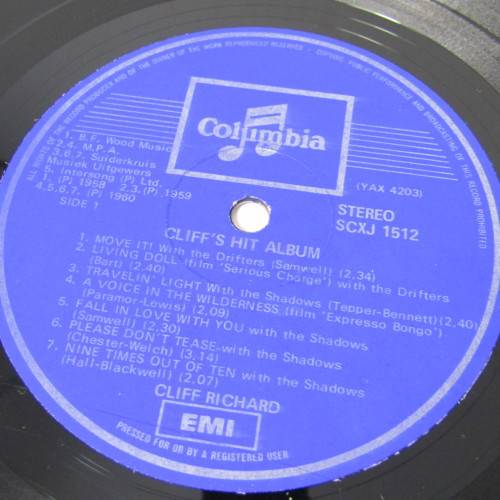 ALL RIGHTS OF THE RECORD PRODUCER AND OF THE OWNER OF THE WORK REPRODUCED RESERVED - COPYING, PUBLIC PERFORMANCE AND BROADCASTING OF THIS RECORD PROHIBITED
Columbia
1. B.F. Wood Music
2.4. M.P.A.
3.6.7. Suiderkruis
Musiek Uitgewers
5. Intersong (P) Ltd.
1. (P) 1958 2.3.(P) 1959
4.5.6.7. (P) 1960
SIDE 1
(YAX 4203)
STEREO
SCXJ 1512
CLIFF'S HIT ALBUM
1. MOVE IT! With the Drifters (Samwell) (2.34)
2. LIVING DOLL (film "Serious Charge") with the Drifters
(Bart) (2.40)
3. TRAVELIN' LIGHT With the Shadows (Tepper-Bennett) (2.40)
4. A VOICE IN THE WILDERNESS (film "Expresso Bongo")
(Paramor-Lewis) (2.09)
5. FALL IN LOVE WITH YOU with the Shadows
(Samwell) (2.30)
6. PLEASE DON'T TEASE-with the Shadows
(Chester-Welch) (3.14)
7. NINE TIMES OUT OF TEN with the Shadows
(Hall-Blackwell) (2.07)
CLIFF RICHARD
EMI
PRESSED FOR OR BY A REGISTERED USER